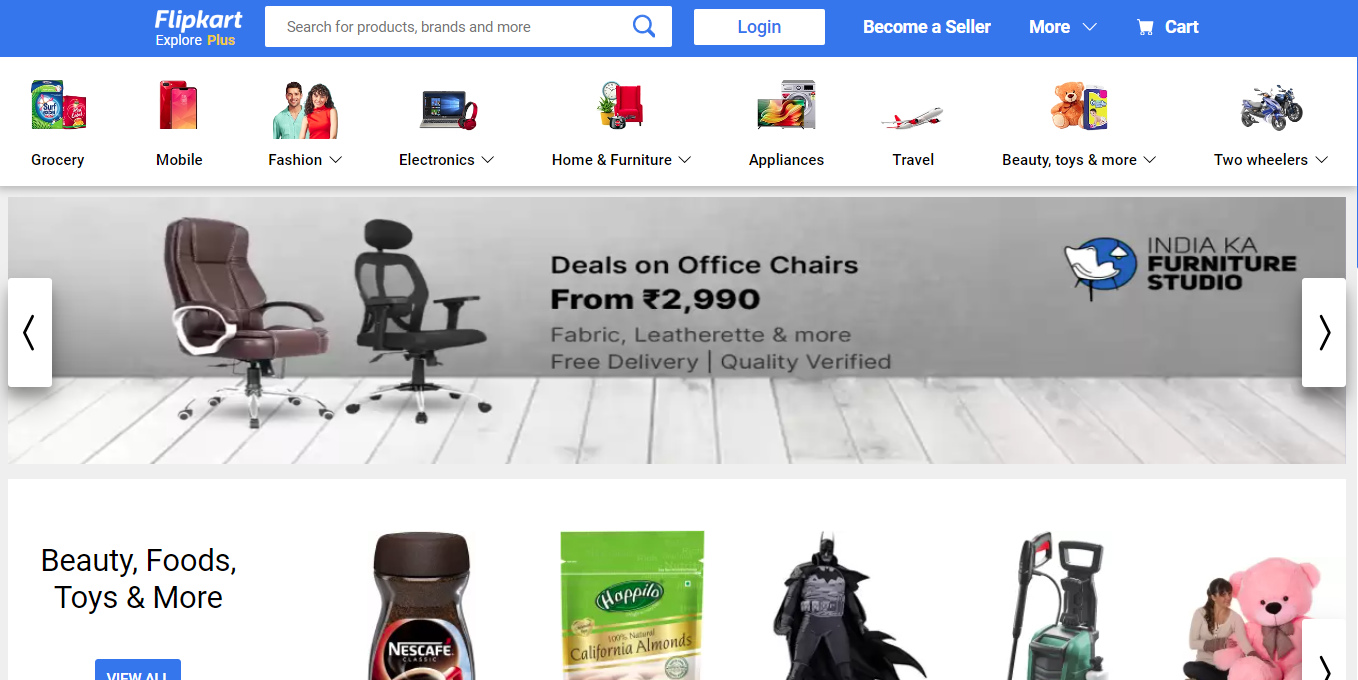 Flipkart
Explore Plus
Search for products, brands and more
Login
Become a Seller
More
Cart
Grocery
Mobile
Fashion
Electronics
Home & Furniture
Appliances
Travel
Beauty, toys & more
Two wheelers
Deals on Office Chairs
From ₹2,990
Fabric, Leatherette & more
Free Delivery | Quality Verified
INDIA KA
FURNITURE
STUDIO
Beauty, Foods,
Toys & More
VIEW ALL
NESCAFÉ
CLASSIC
Happilo
100% Natural
California Almonds